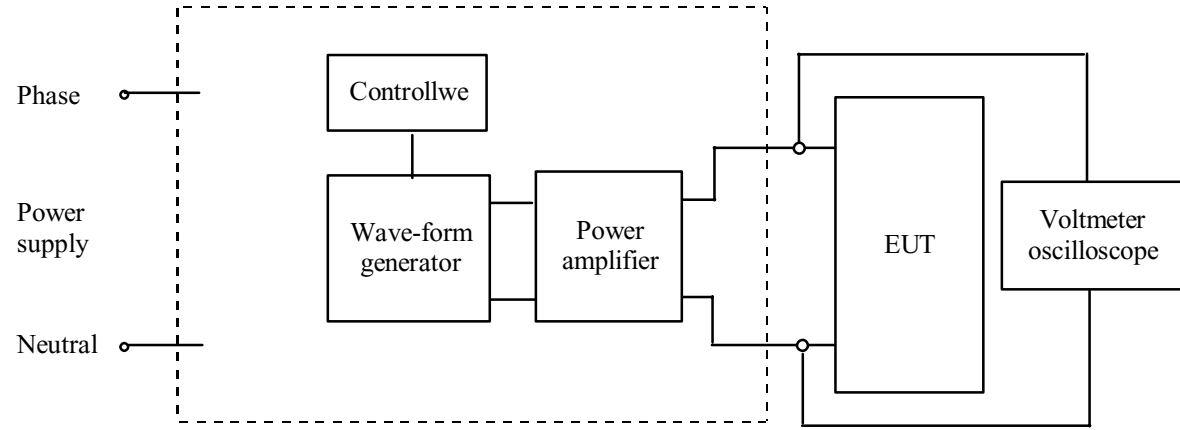 Phase
Controllwe
Power
supply
Wave-form
generator
Power
amplifier
EUT
Voltmeter
oscilloscope
Neutral